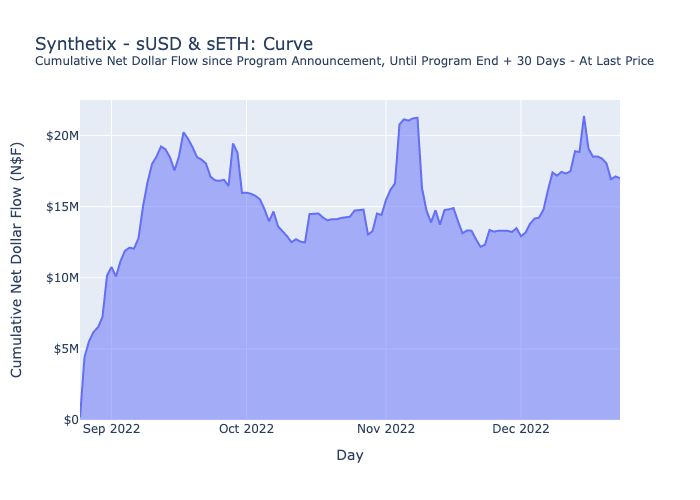 Synthetix - sUSD & sETH: Curve
Cumulative Net Dollar Flow since Program Announcement, Until Program End + 30 Days - At Last Price
Cumulative Net Dollar Flow (N$F)
$20M
$15M
$10M
$5M
$0
Sep 2022
Oct 2022
Nov 2022
Dec 2022
Day